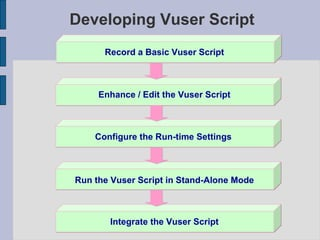 Developing Vuser Script
Record a Basic Vuser Script
Enhance / Edit the Vuser Script
Configure the Run-time Settings
Run the Vuser Script in Stand-Alone Mode
Integrate the Vuser Script